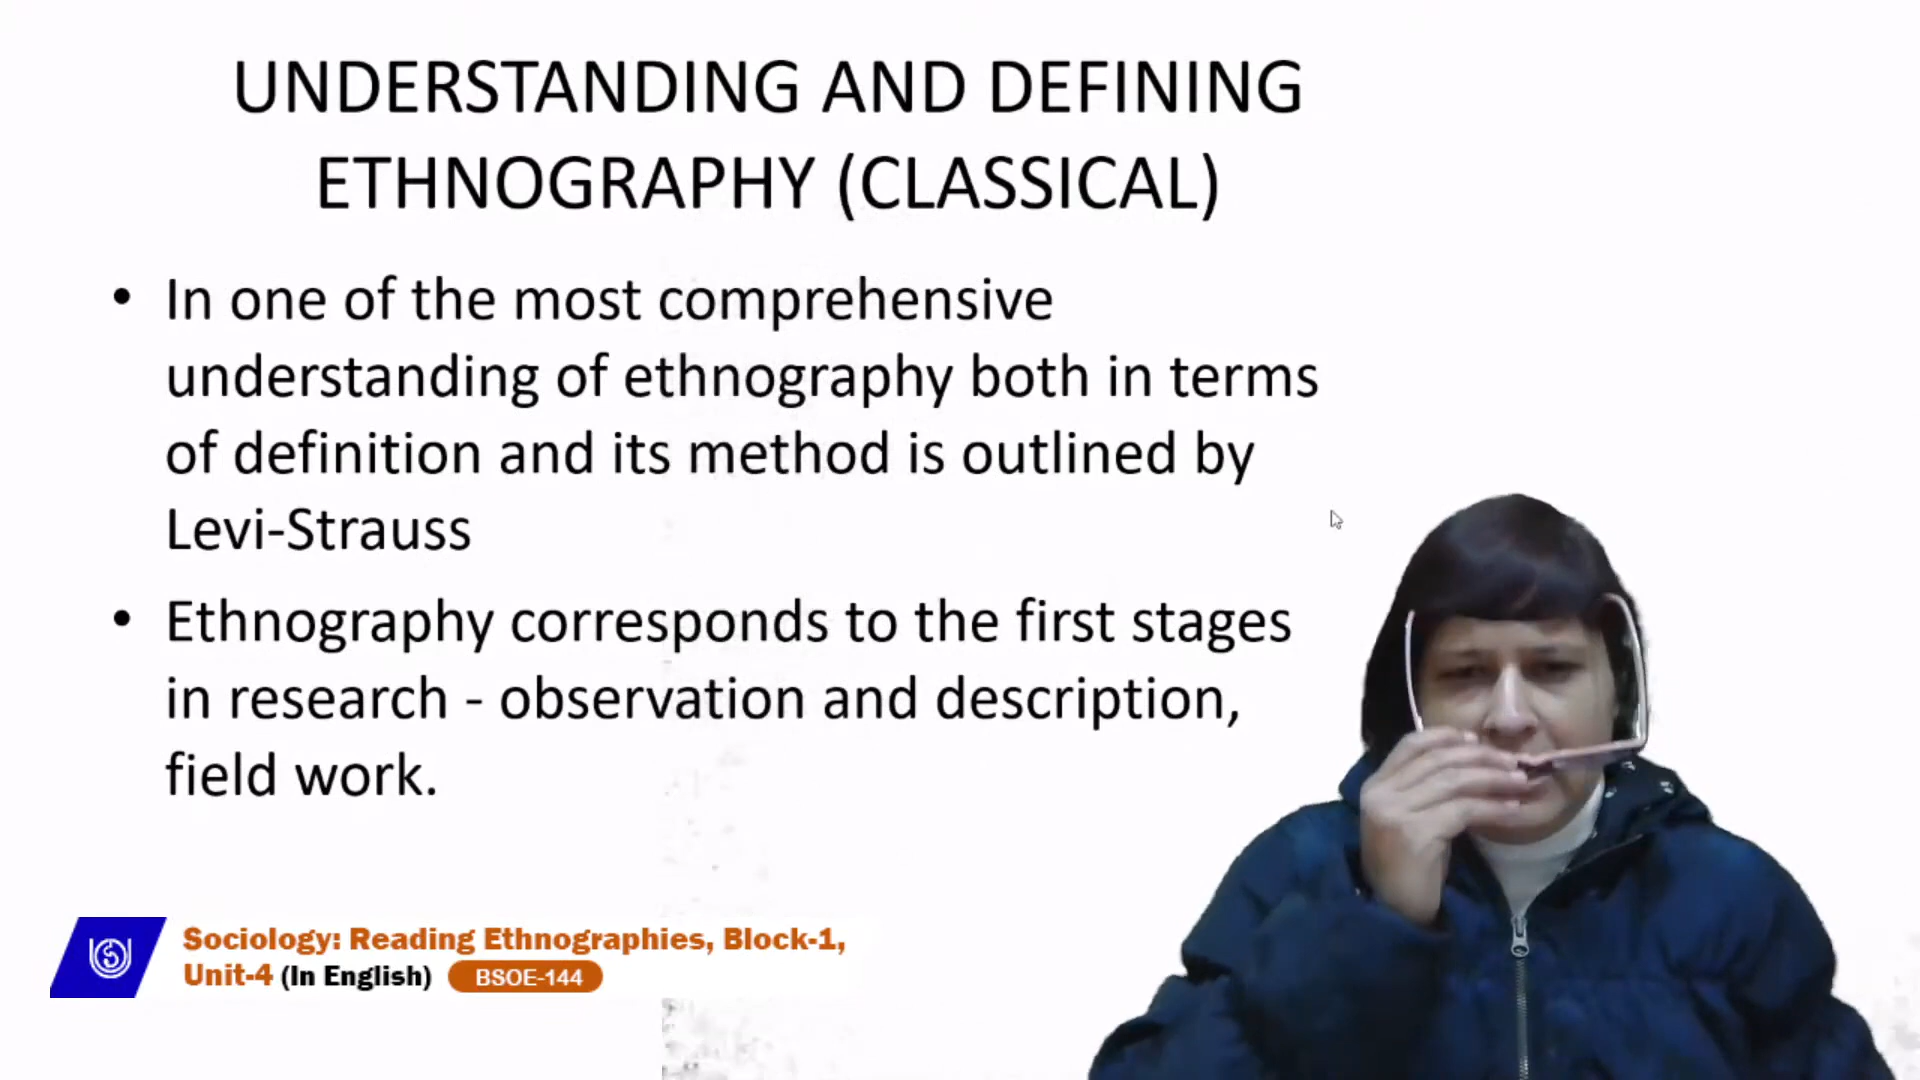 UNDERSTANDING AND DEFINING
ETHNOGRAPHY (CLASSICAL)
• In one of the most comprehensive
understanding of ethnography both in terms
of definition and its method is outlined by
Levi-Strauss
• Ethnography corresponds to the first stages
in research - observation and description,
field work.
Sociology: Reading Ethnographies, Block-1,
Unit-4 (In English) BSOE-144